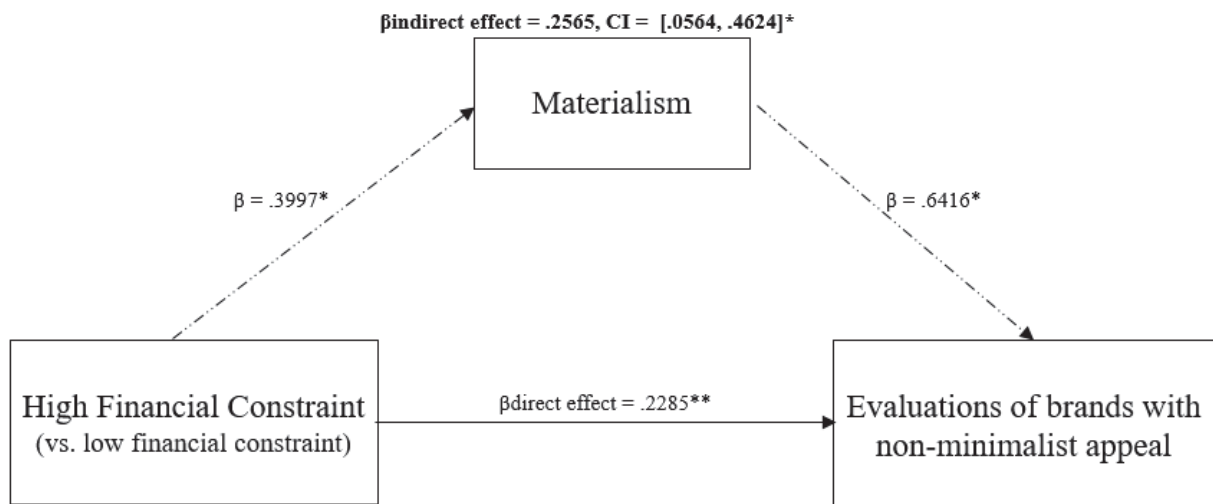 βindirect effect = .2565, CI = [.0564, .4624]*
Materialism
β = .3997*
β = .6416*
High Financial Constraint
(vs. low financial constraint)
βdirect effect = .2285**
Evaluations of brands with
non-minimalist appeal